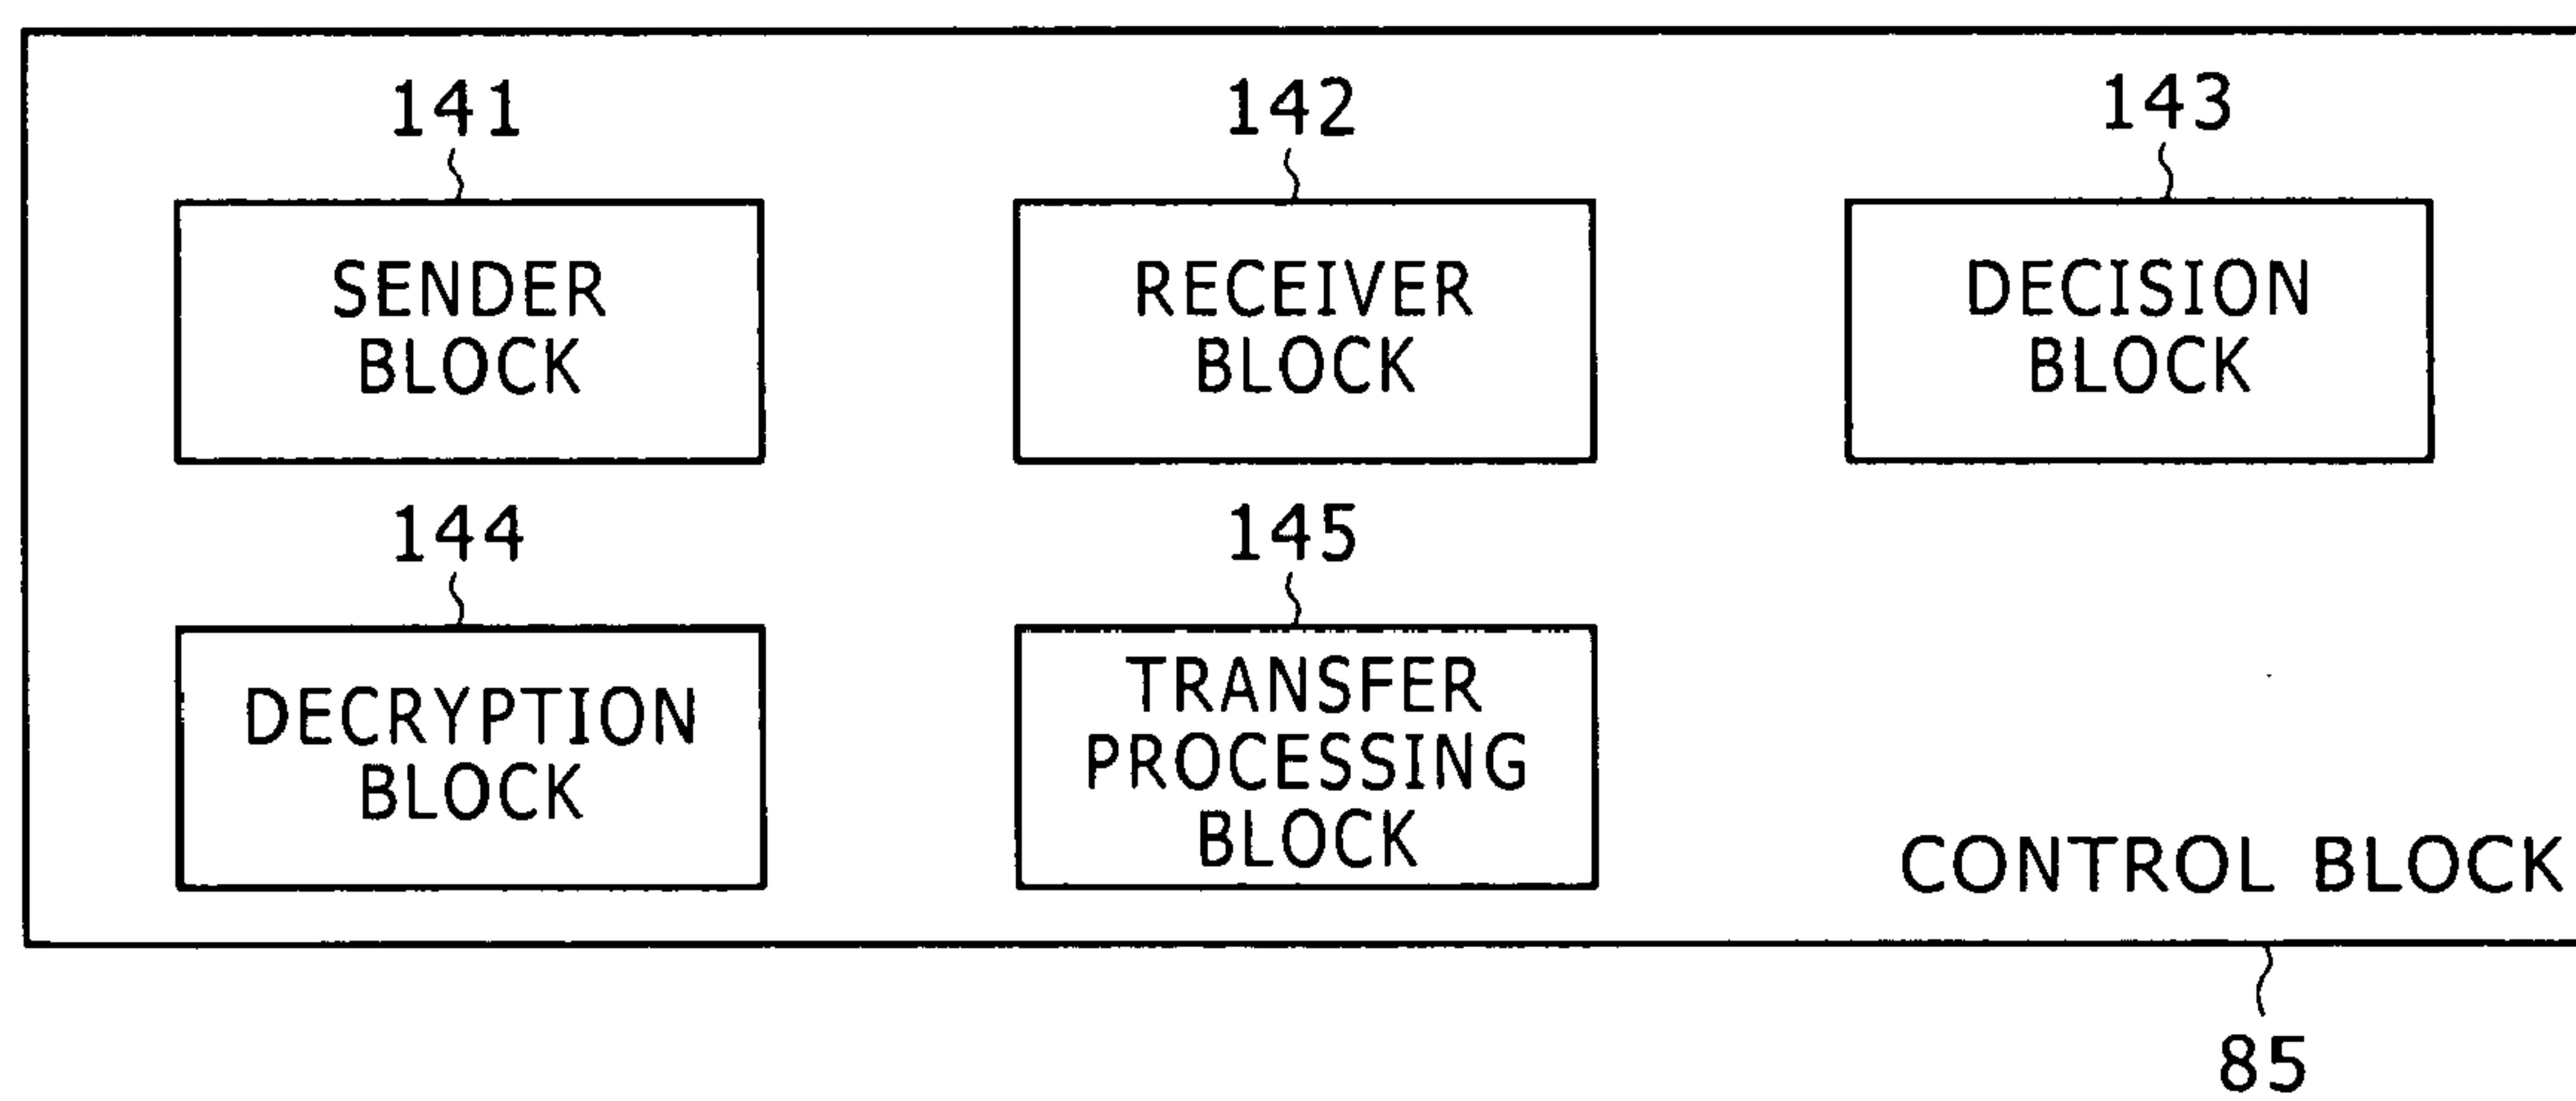 141
SENDER
BLOCK
142
RECEIVER
BLOCK
143
DECISION
BLOCK
144
DECRYPTION
BLOCK
145
TRANSFER
PROCESSING
BLOCK
CONTROL BLOCK
85